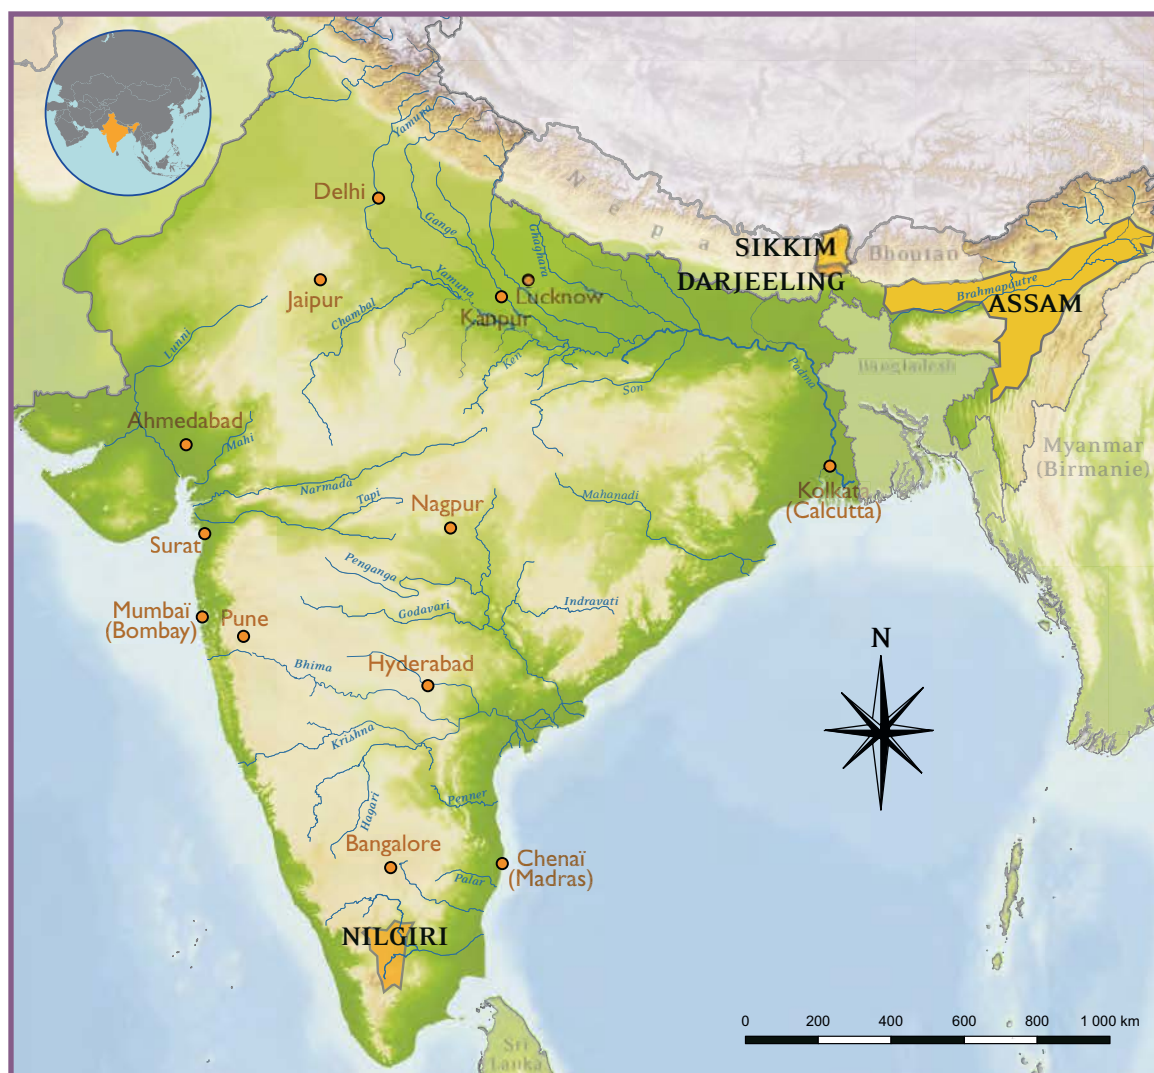 Yamuna
Delhi
Gange
Ghaghara
Nepal
SIKKIM
DARJEELING
Bhoutan
Brahmapoutre
ASSAM
Jaipur
Chambal
Yamuna
Lucknow
Kanpur
Lunni
Ken
Son
Padma
Bangladesh
Ahmedabad
Mahi
Myanmar
(Birmanie)
Narmada
Tapi
Nagpur
Mahanadi
Kolkata
(Calcutta)
Surat
Penganga
Godavari
Indravati
Mumbaï
(Bombay)
Pune
Bhima
Hyderabad
N
Krishna
Hagari
Penner
Bangalore
Chenaï
(Madras)
Palar
NILGIRI
Sri
Lanka
0 200 400 600 800 1 000 km